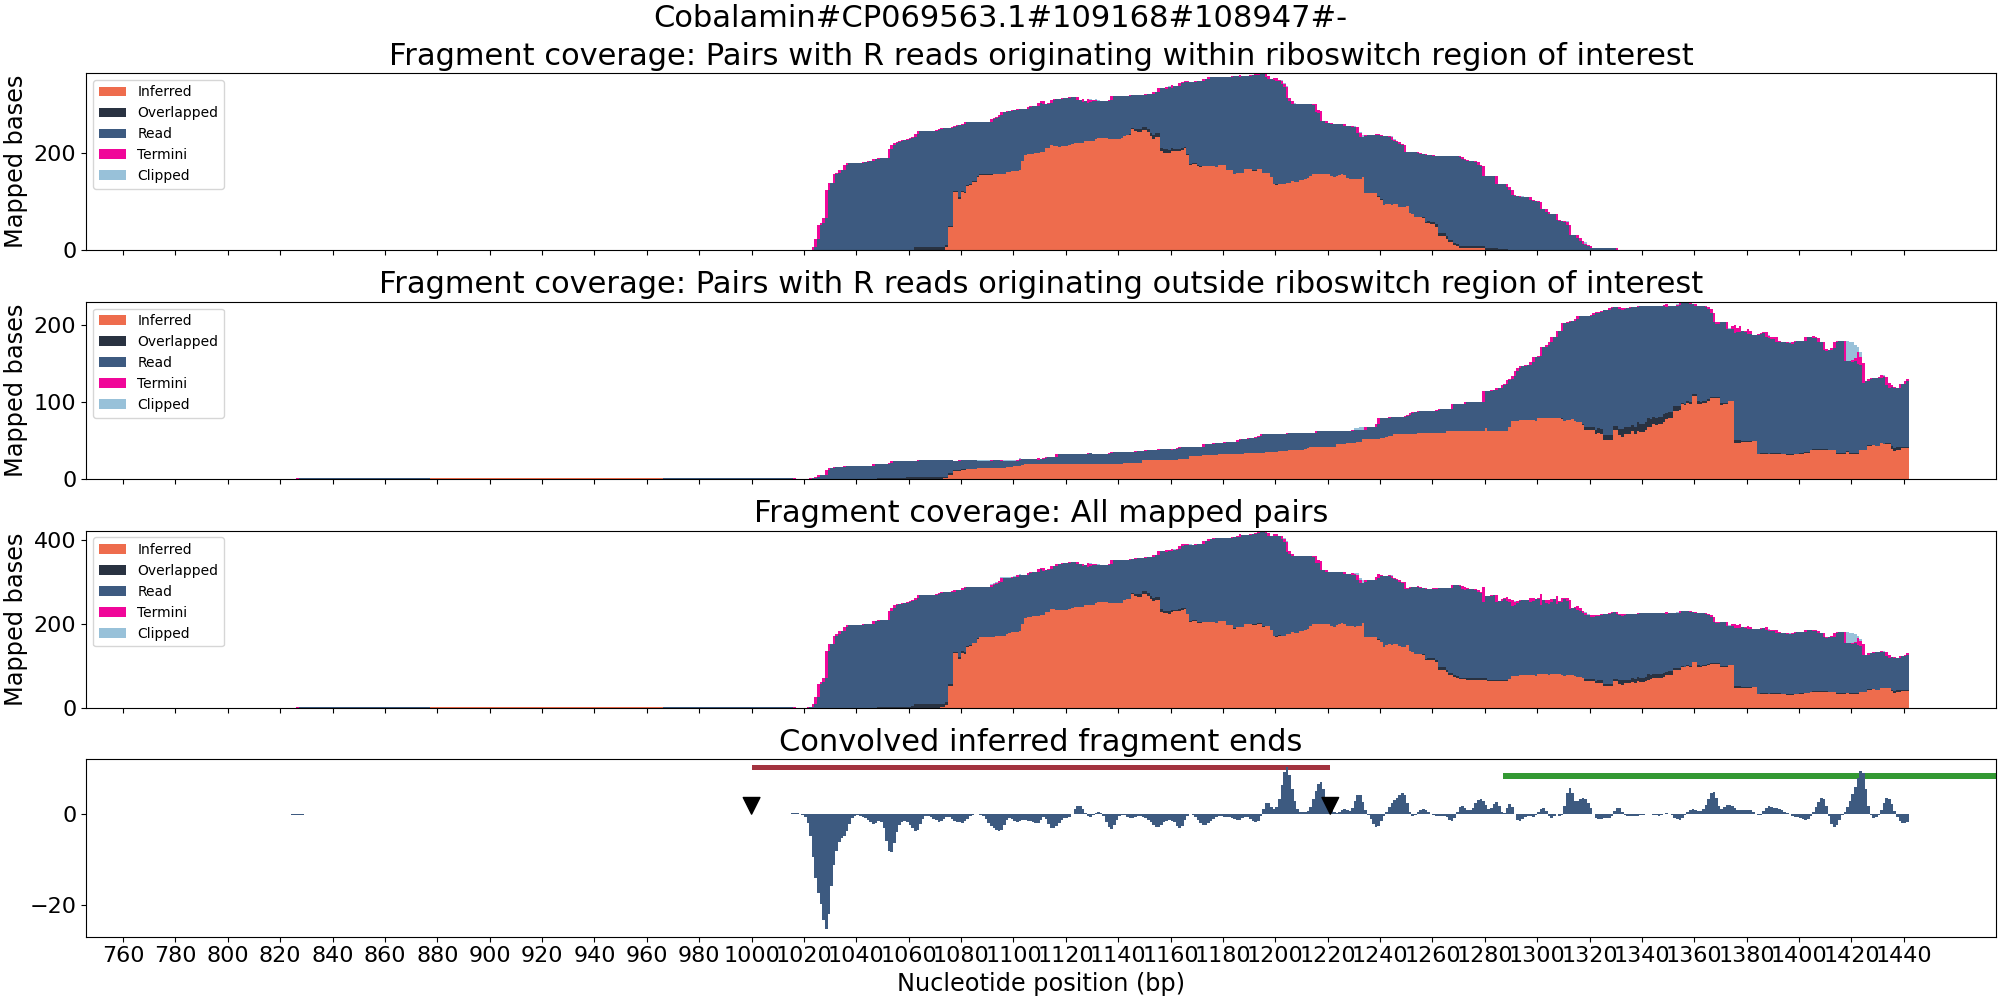 Cobalamin#CP069563.1#109168#108947#-
Fragment coverage: Pairs with R reads originating within riboswitch region of interest
Mapped bases
200
0
Inferred
Overlapped
Read
Termini
Clipped
Fragment coverage: Pairs with R reads originating outside riboswitch region of interest
Mapped bases
200
100
0
Inferred
Overlapped
Read
Termini
Clipped
Fragment coverage: All mapped pairs
Mapped bases
400
200
0
Inferred
Overlapped
Read
Termini
Clipped
Convolved inferred fragment ends
0
−20
760 780 800 820 840 860 880 900 920 940 960 980 1000 1020 1040 1060 1080 1100 1120 1140 1160 1180 1200 1220 1240 1260 1280 1300 1320 1340 1360 1380 1400 1420 1440
Nucleotide position (bp)